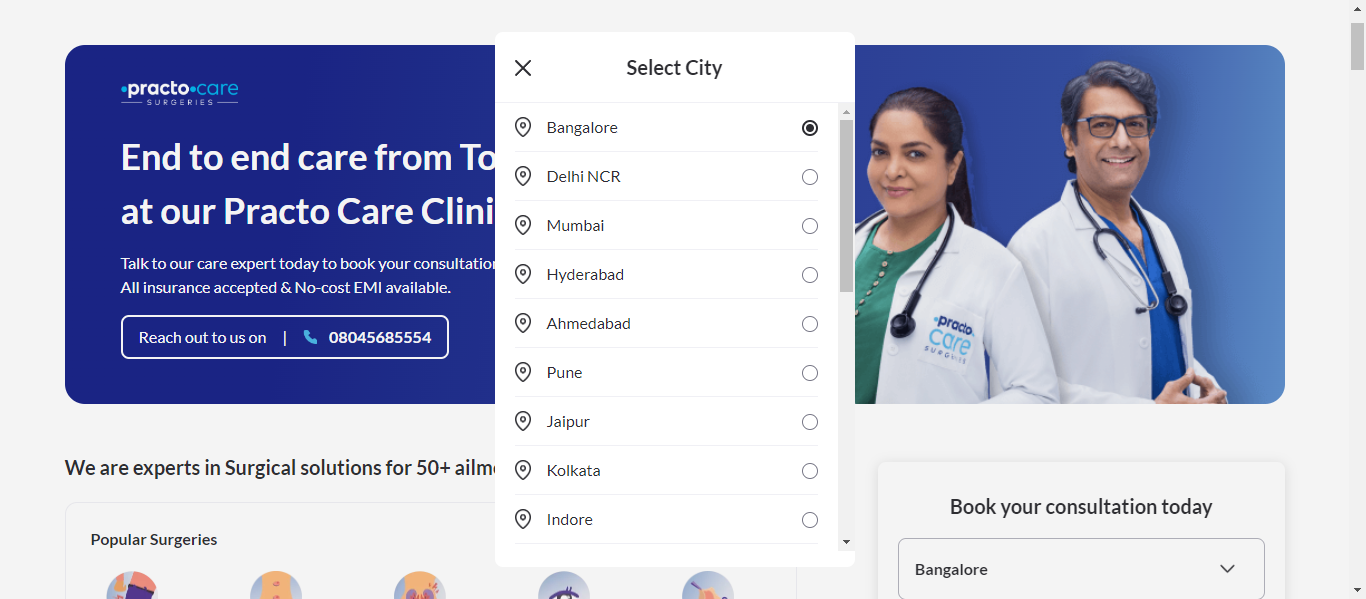 practo care
SURGERIES
End to end care from To
at our Practo Care Clini
Talk to our care expert today to book your consultation
All insurance accepted & No-cost EMI available.
Reach out to us on | 08045685554
Select City
Bangalore
Delhi NCR
Mumbai
Hyderabad
Ahmedabad
Pune
Jaipur
Kolkata
Indore
practo
care
SURGERIES
We are experts in Surgical solutions for 50+ ailm
Popular Surgeries
Book your consultation today
Bangalore